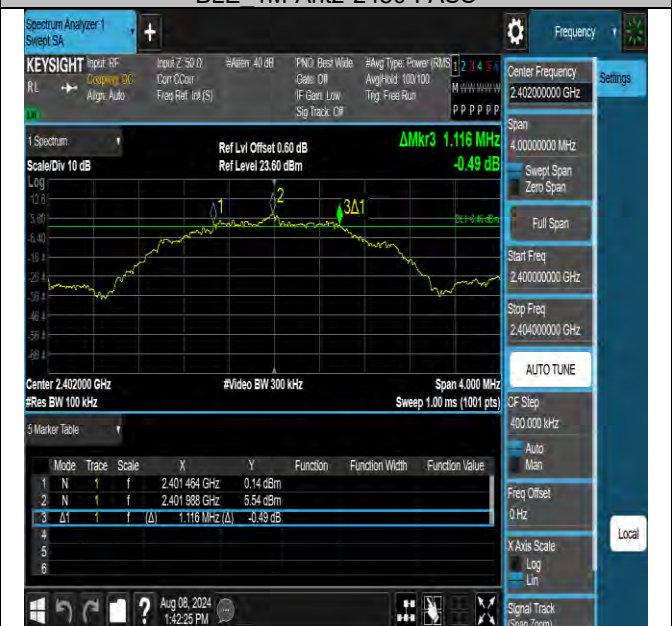 Spectrum Analyzer 1
Swept SA
+
Frequency
KEYSIGHT
RL
Input: RF
Coupling: DC
Align: Auto
Input Z: 50 Ω
Corr CCorr
Freq Ref: Int (S)
#Atten: 40 dB
PNO: Best Wide
Gate: Off
IF Gain: Low
Sig Track: Off
#Avg Type: Power (RMS
Avg|Hold: 100/100
Trig: Free Run
1 2 3 4 5 6
M W W W W W
P P P P P P
Settings
Center Frequency
2.402000000 GHz
Span
4.00000000 MHz
Swept Span
Zero Span
Full Span
Start Freq
2.400000000 GHz
Stop Freq
2.404000000 GHz
AUTO TUNE
CF Step
400.000 kHz
Auto
Man
Freq Offset
0 Hz
X Axis Scale
Log
Lin
Signal Track
(Span Zoom)
Local
1 Spectrum
Scale/Div 10 dB
Log
Ref Lvl Offset 0.60 dB
Ref Level 23.60 dBm
ΔMkr3 1.116 MHz
-0.49 dB
1
2
3Δ1
Center 2.402000 GHz
#Res BW 100 kHz
#Video BW 300 kHz
Span 4.000 MHz
Sweep 1.00 ms (1001 pts)
5 Marker Table
Mode Trace Scale X Y Function Function Width Function Value
1 N 1 f 2.401 464 GHz 0.14 dBm
2 N 1 f 2.401 988 GHz 5.54 dBm
3 Δ1 1 f (Δ) 1.116 MHz (Δ) -0.49 dB
4
5
6
?
Aug 08, 2024
1:42:25 PM